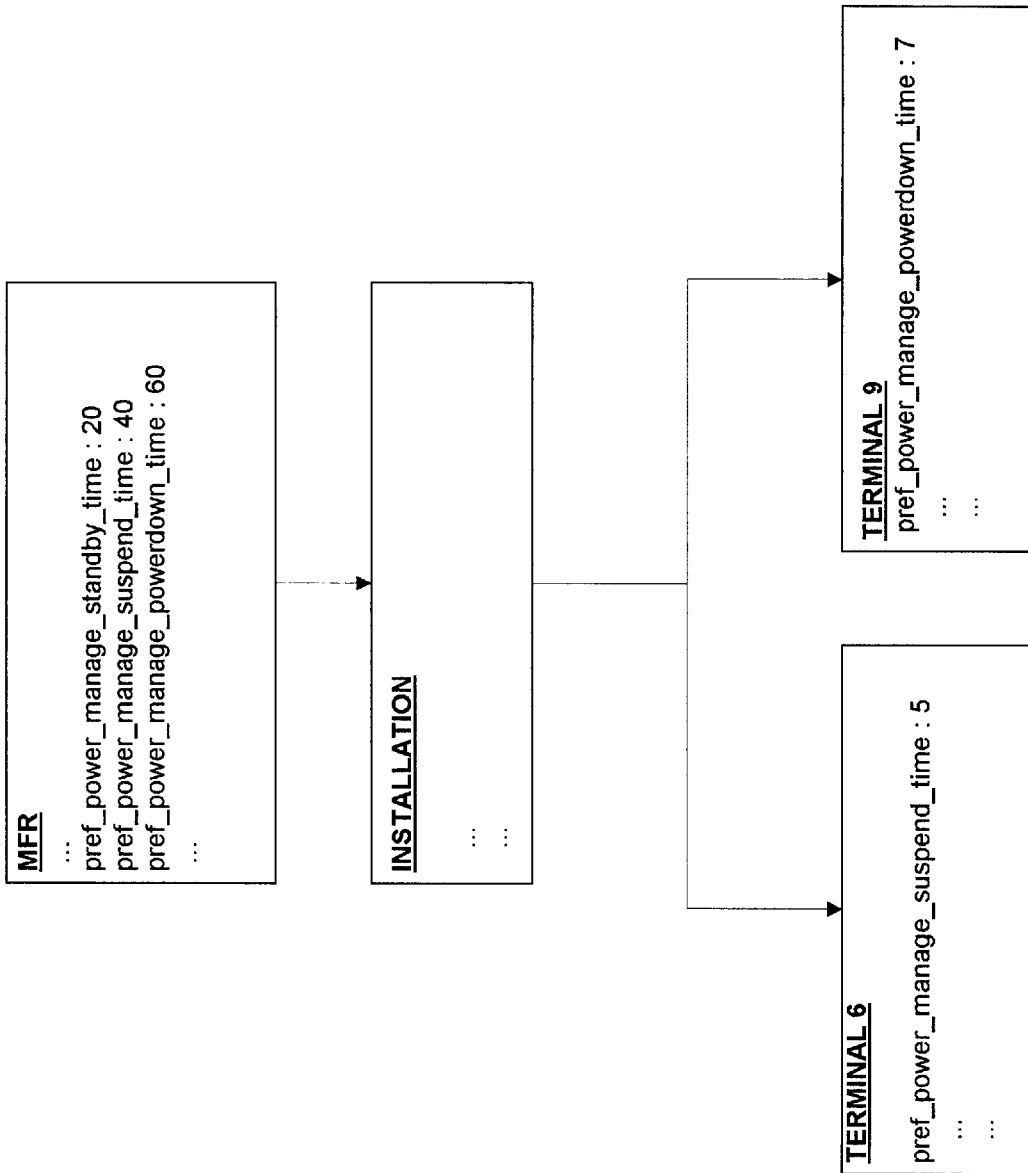 MFR
...
pref_power_manage_standby_time : 20
pref_power_manage_suspend_time : 40
pref_power_manage_powerdown_time : 60
...
INSTALLATION
...
...
TERMINAL 6
pref_power_manage_suspend_time : 5
...
...
TERMINAL 9
pref_power_manage_powerdown_time : 7
...
...